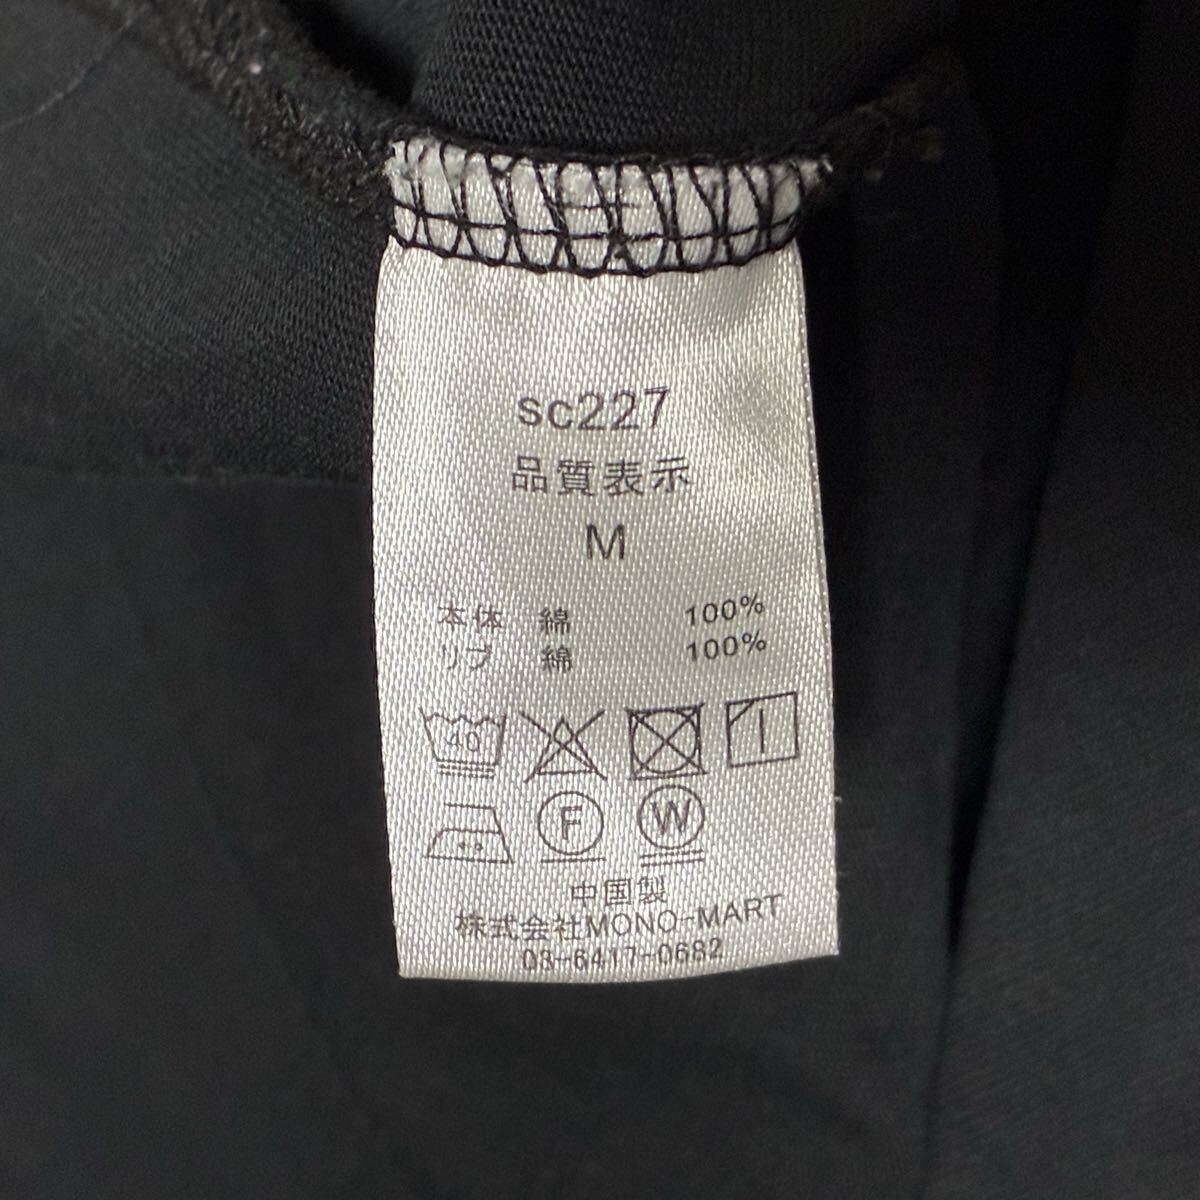 sc227
品質表示
M
本体 綿 100%
リブ 綿 100%
40
F W
中国製
株式会社MONO-MART
03-6417-0682